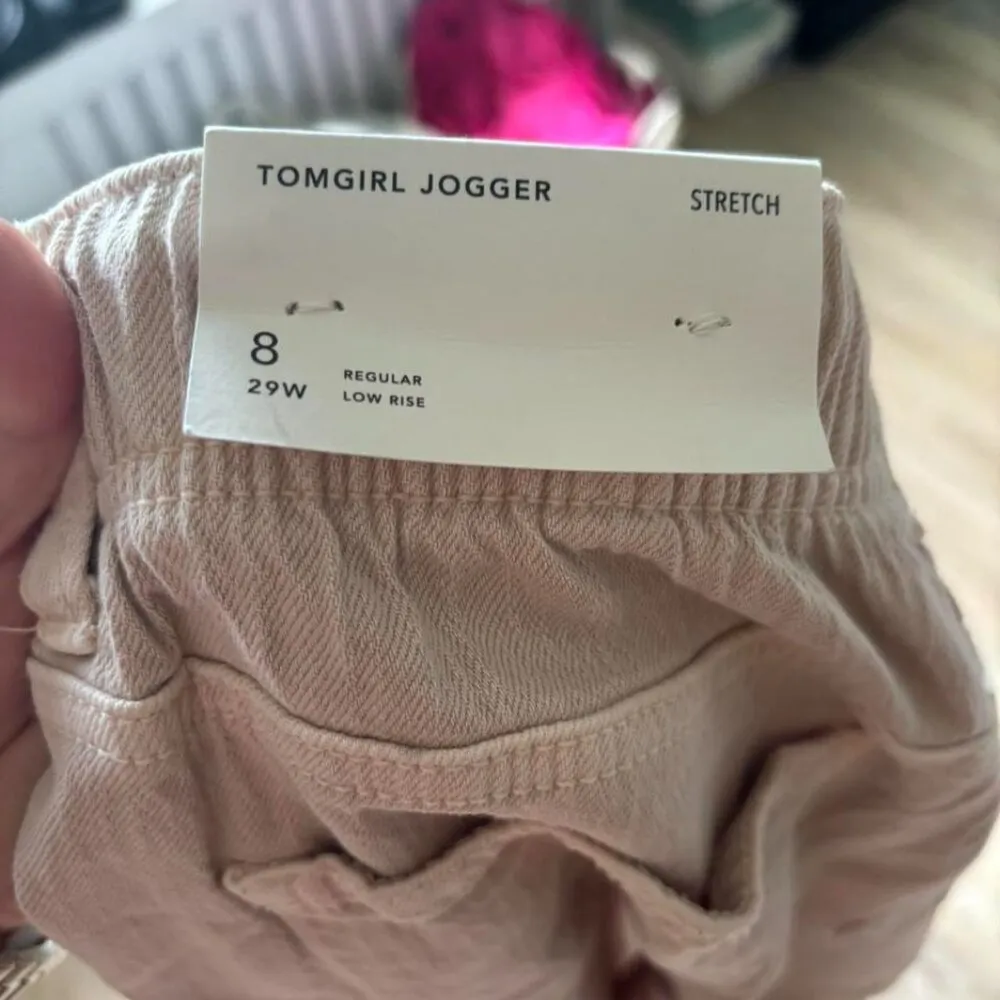 TOMGIRL JOGGER
STRETCH
8
29W
REGULAR
LOW RISE